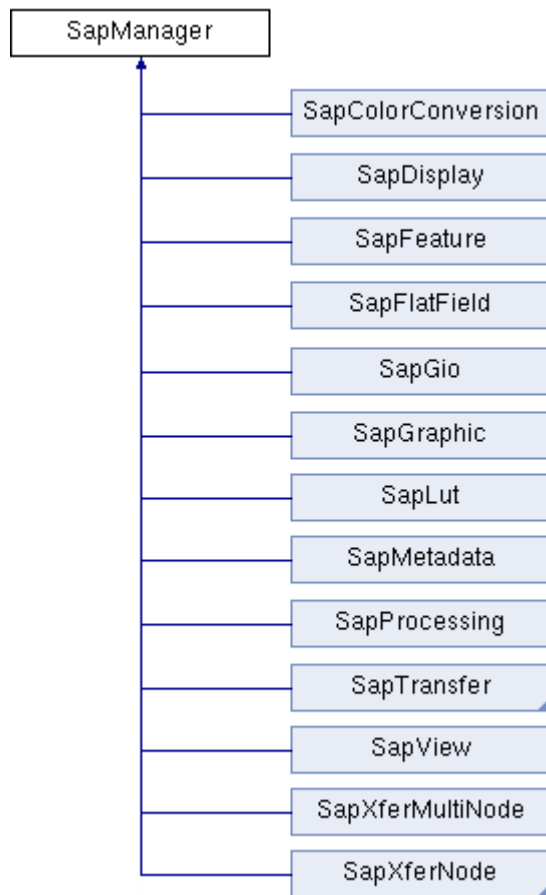 SapManager
SapColorConversion
SapDisplay
SapFeature
SapFlatField
SapGio
SapGraphic
SapLut
SapMetadata
SapProcessing
SapTransfer
SapView
SapXferMultiNode
SapXferNode